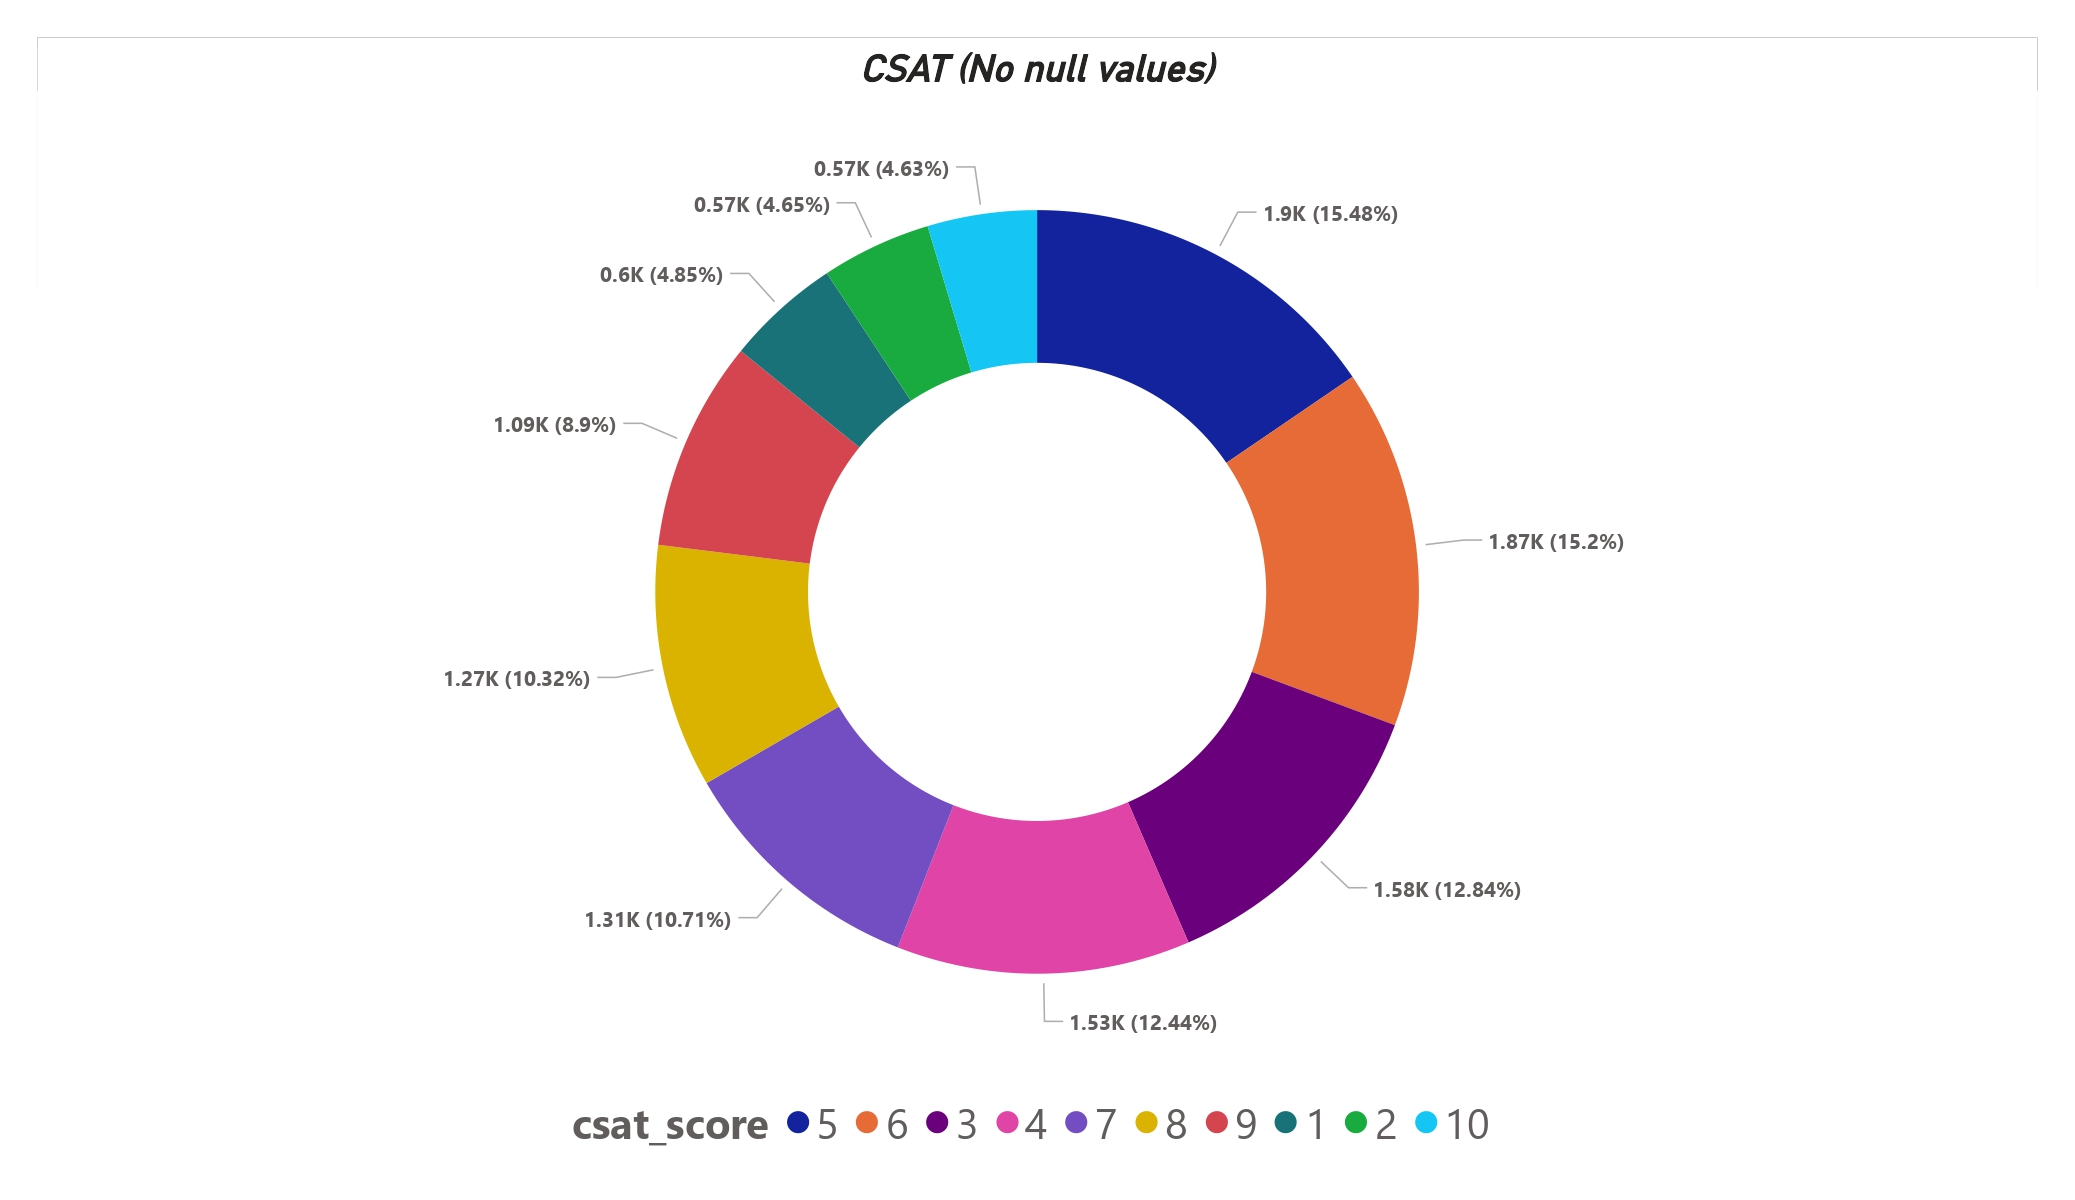 CSAT (No null values)
0.57K (4.63%)
0.57K (4.65%)
1.9K (15.48%)
0.6K (4.85%)
1.09K (8.9%)
1.87K (15.2%)
1.27K (10.32%)
1.58K (12.84%)
1.31K (10.71%)
1.53K (12.44%)
csat_score 5 6 3 4 7 8 9 1 2 10